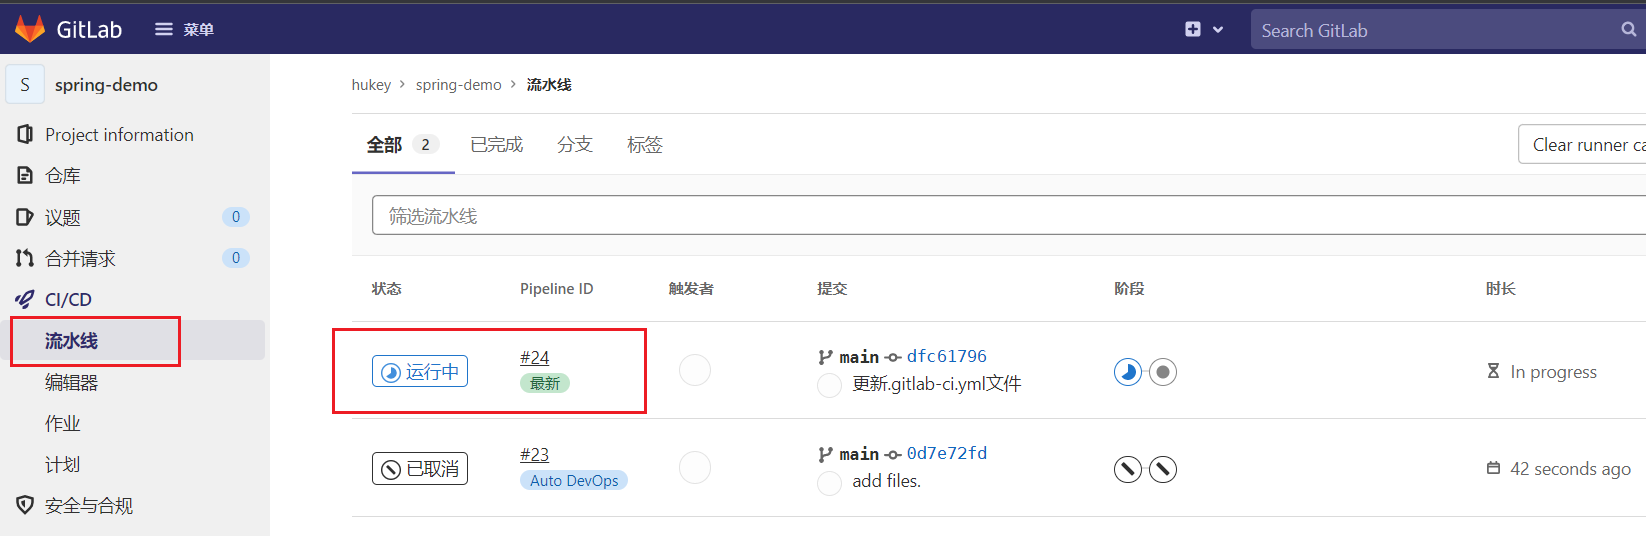 GitLab 菜单 Search GitLab
S spring-demo
Project information
仓库
议题 0
合并请求 0
CI/CD
流水线
编辑器
作业
计划
安全与合规
hukey › spring-demo › 流水线
全部 2 已完成 分支 标签 Clear runner ca
筛选流水线
状态 Pipeline ID 触发者 提交 阶段 时长
运行中 #24 main dfc61796 In progress
最新 更新.gitlab-ci.yml文件
已取消 #23 main 0d7e72fd 42 seconds ago
Auto DevOps add files.